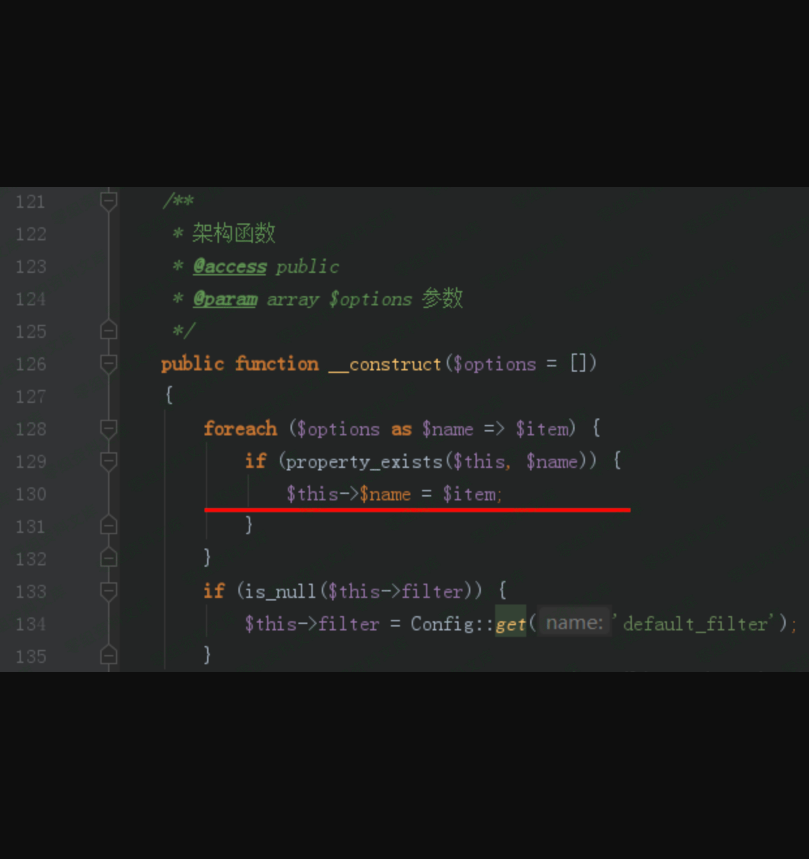 121 /**
122 * 架构函数
123 * @access public
124 * @param array $options 参数
125 */
126 public function __construct($options = [])
127 {
128 foreach ($options as $name => $item) {
129 if (property_exists($this, $name)) {
130 $this->$name = $item;
131 }
132 }
133 if (is_null($this->filter)) {
134 $this->filter = Config::get( name: 'default_filter');
135 }